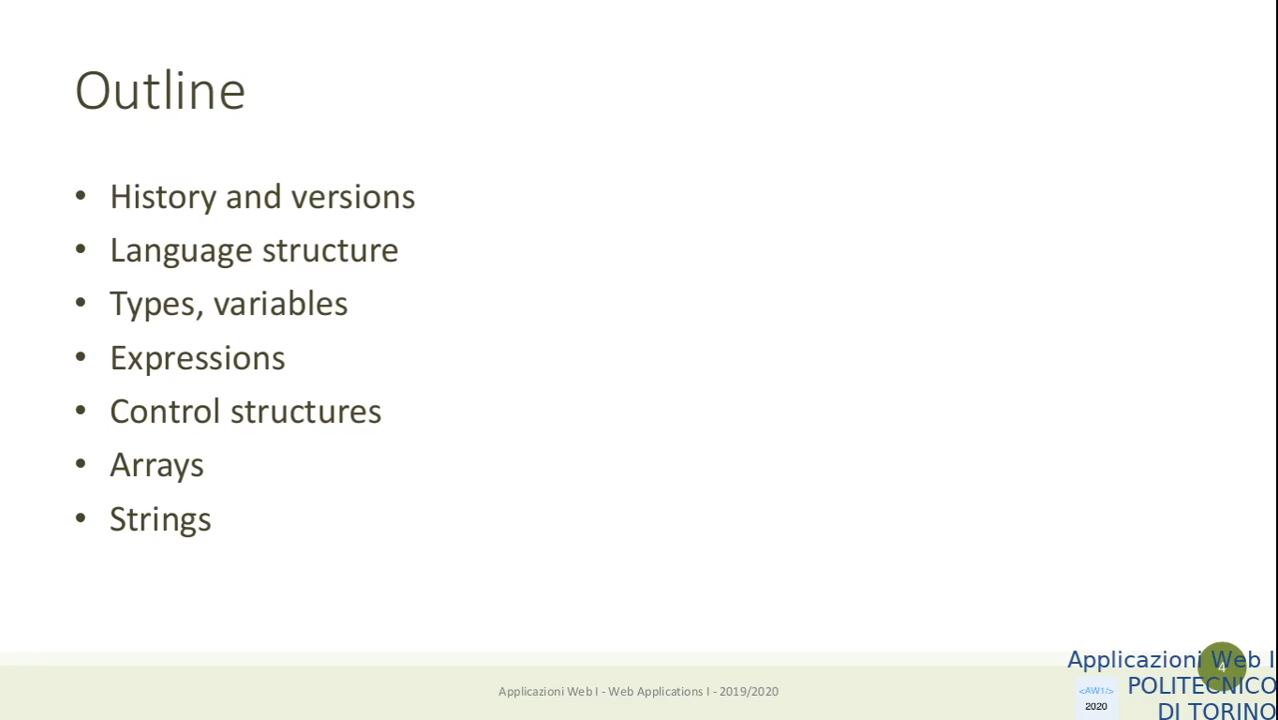 Outline
• History and versions
• Language structure
• Types, variables
• Expressions
• Control structures
• Arrays
• Strings
Applicazioni Web I - Web Applications I - 2019/2020
4
Applicazioni Web I
POLITECNICO
DI TORINO
<AW1/>
2020